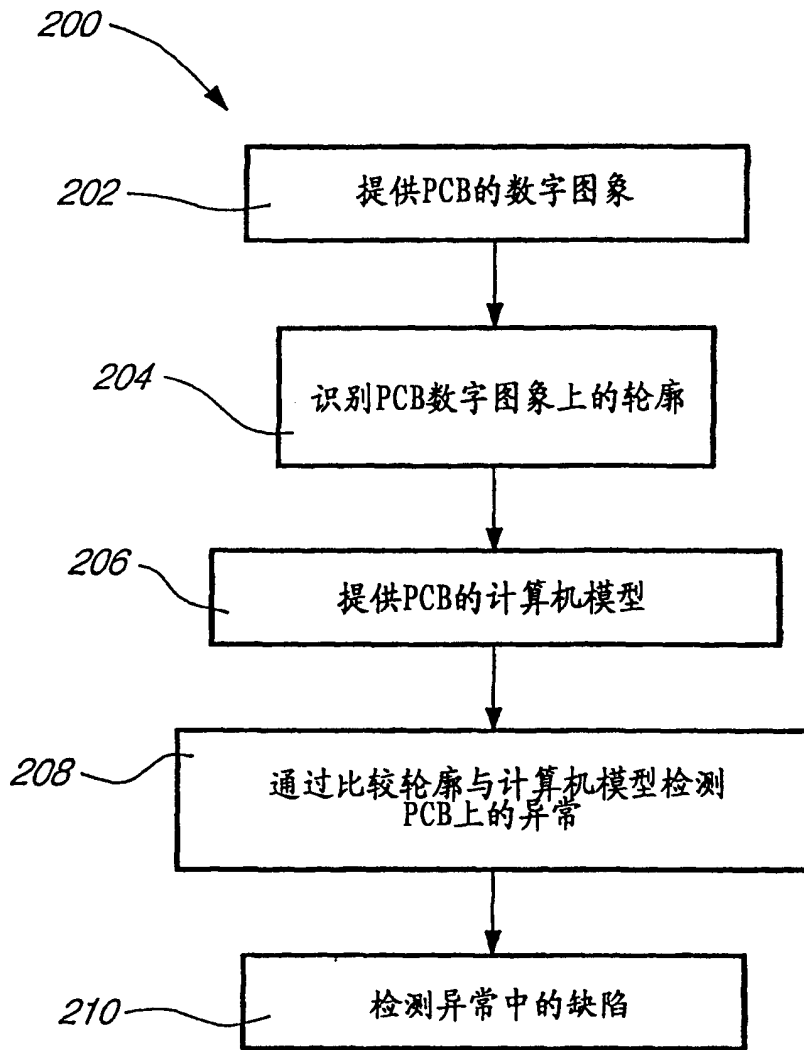 200
202
提供PCB的数字图象
204
识别PCB数字图象上的轮廓
206
提供PCB的计算机模型
208
通过比较轮廓与计算机模型检测
PCB上的异常
210
检测异常中的缺陷